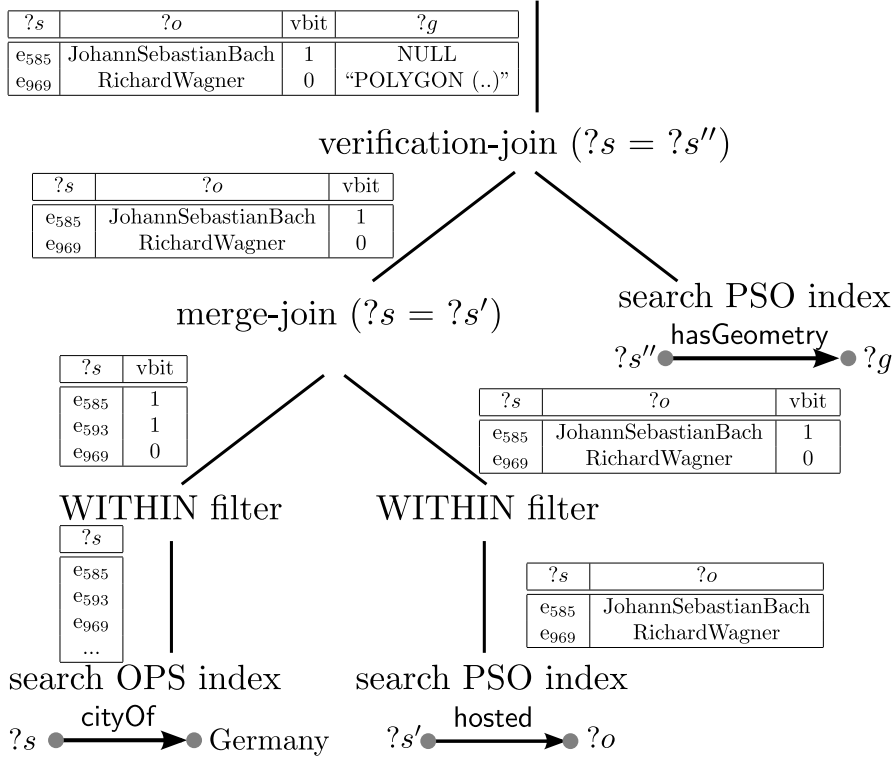 ?s ?o vbit ?g
e585 JohannSebastianBach 1 NULL
e969 RichardWagner 0 “POLYGON (..)”
verification-join (?s = ?s′′)
?s ?o vbit
e585 JohannSebastianBach 1
e969 RichardWagner 0
merge-join (?s = ?s′)
search PSO index
hasGeometry
?s′′ ?g
?s vbit
e585 1
e593 1
e969 0
?s ?o vbit
e585 JohannSebastianBach 1
e969 RichardWagner 0
WITHIN filter
WITHIN filter
?s
e585
e593
e969
...
?s ?o
e585 JohannSebastianBach
e969 RichardWagner
search OPS index
cityOf
?s Germany
search PSO index
hosted
?s′ ?o